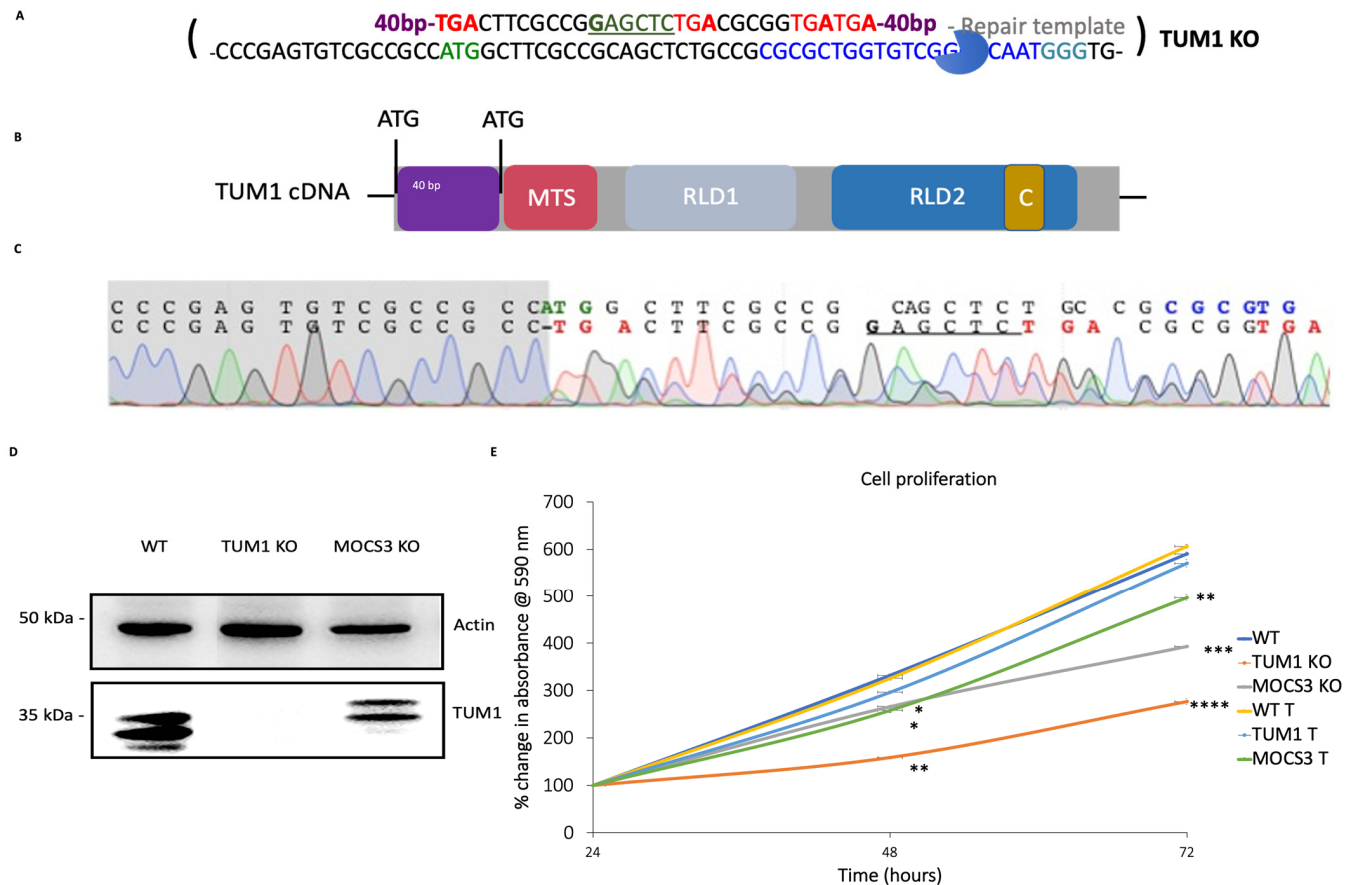 A
40bp-TGACTTCGCCGGAGCTCTGACGCGGTGATGA-40bp - Repair template
( -CCCGAGTGTCGCCGCCATGGCTTCGCCGCAGCTCTGCCGCGCGCTGGTGTCGG CAATGGGTG- ) TUM1 KO
B
ATG ATG
TUM1 cDNA 40 bp MTS RLD1 RLD2 C
C
C C C G A G T G T C G C C G C C A T G G C T T C G C C G CAG C T C T GC C G C G C G T G
C C C G A G T G T C G C C G C C - T G A C T T C G C C G G A G C T C T G A C G C G G T G A
D
WT TUM1 KO MOCS3 KO
50 kDa - Actin
35 kDa - TUM1
E
Cell proliferation
% change in absorbance @ 590 nm
700
600
500
400
300
200
100
0
24 48 72
Time (hours)
**
***
****
*
*
**
WT
TUM1 KO
MOCS3 KO
WT T
TUM1 T
MOCS3 T